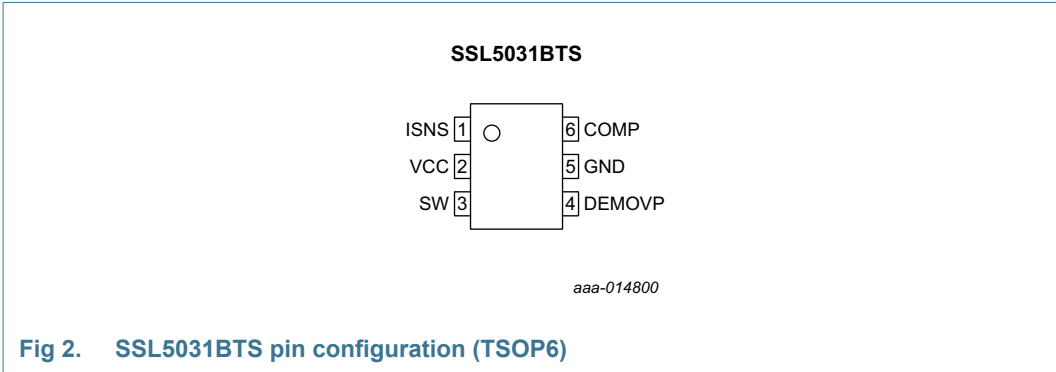 SSL5031BTS
ISNS 1 6 COMP
VCC 2 5 GND
SW 3 4 DEMOVP
aaa-014800
Fig 2. SSL5031BTS pin configuration (TSOP6)